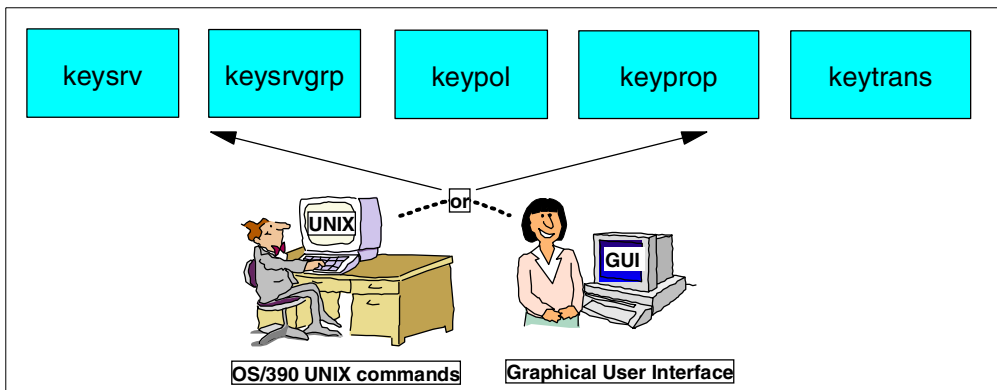 keysrv
keysrvgrp
keypol
keyprop
keytrans
or
UNIX
GUI
OS/390 UNIX commands
Graphical User Interface